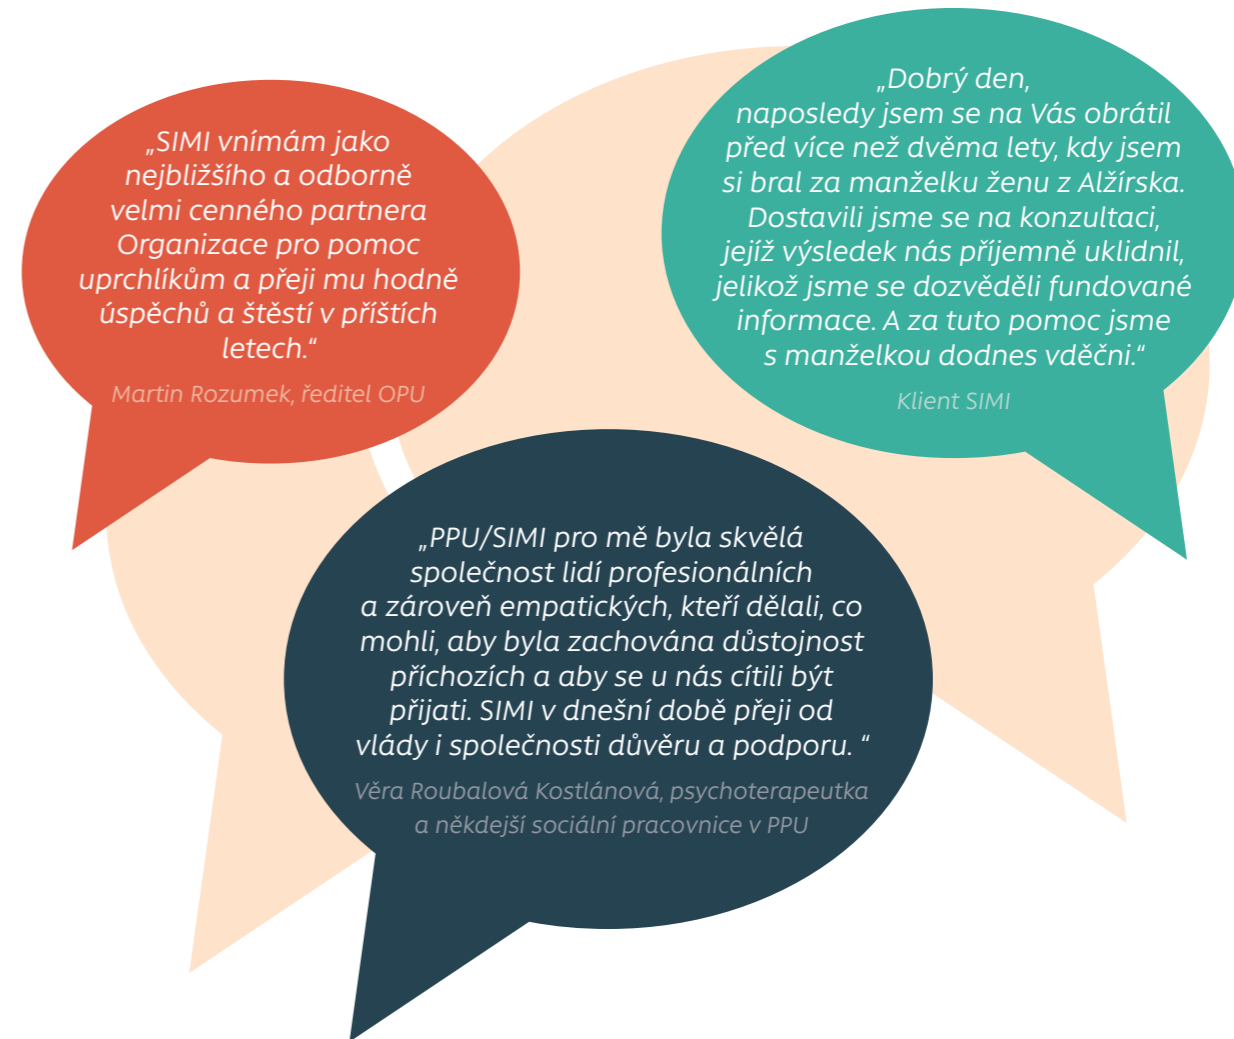 „SIMI vnímám jako
nejbližšího a odborně
velmi cenného partnera
Organizace pro pomoc
uprchlíkům a přeji mu hodně
úspěchů a štěstí v příštích
letech.“
Martin Rozumek, ředitel OPU
„Dobrý den,
naposledy jsem se na Vás obrátil
před více než dvěma lety, kdy jsem
si bral za manželku ženu z Alžírska.
Dostavili jsme se na konzultaci,
jejíž výsledek nás příjemně uklidnil,
jelikož jsme se dozvěděli fundované
informace. A za tuto pomoc jsme
s manželkou dodnes vděčni.“
Klient SIMI
„PPU/SIMI pro mě byla skvělá
společnost lidí profesionálních
a zároveň empatických, kteří dělali, co
mohli, aby byla zachována důstojnost
příchozích a aby se u nás cítili být
přijati. SIMI v dnešní době přeji od
vlády i společnosti důvěru a podporu. “
Věra Roubalová Kostlánová, psychoterapeutka
a někdejší sociální pracovnice v PPU